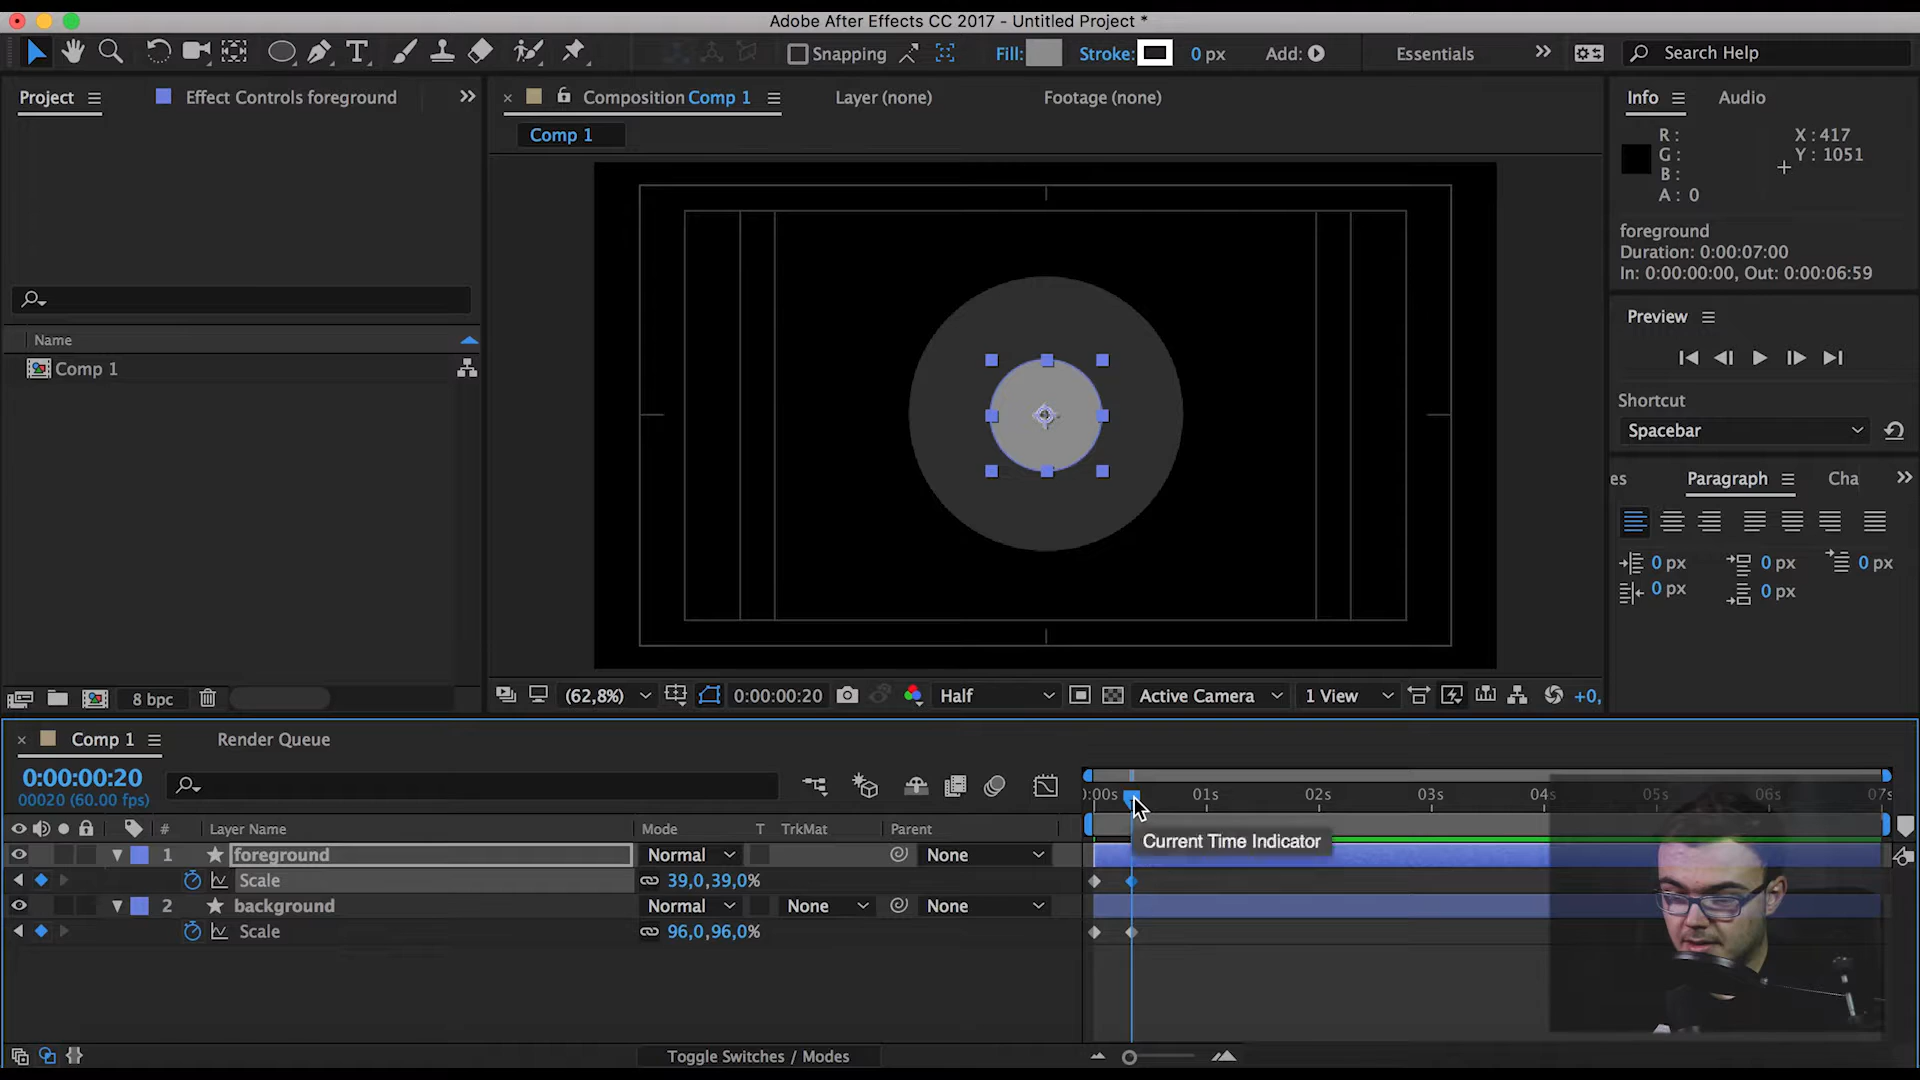 Adobe After Effects CC 2017 - Untitled Project *
Snapping
Fill:
Stroke:
0 px
Add:
Essentials
Search Help
Project
Effect Controls foreground
Composition Comp 1
Layer (none)
Footage (none)
Info
Audio
Comp 1
R :
G :
B :
A : 0
X : 417
Y : 1051
foreground
Duration: 0:00:07:00
In: 0:00:00:00, Out: 0:00:06:59
Name
Comp 1
Preview
Shortcut
Spacebar
es
Paragraph
Cha
0 px
0 px
0 px
0 px
0 px
8 bpc
(62,8%)
0:00:00:20
Half
Active Camera
1 View
+0,
Comp 1
Render Queue
0:00:00:20
00020 (60.00 fps)
):00s
01s
02s
03s
04s
05s
06s
07s
#
Layer Name
Mode
T
TrkMat
Parent
Current Time Indicator
1
foreground
Normal
None
Scale
39,0,39,0%
2
background
Normal
None
None
Scale
96,0,96,0%
Toggle Switches / Modes